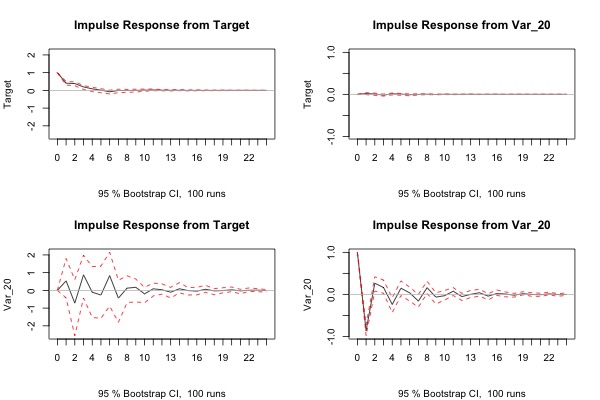 Impulse Response from Target
Target
2
1
0
-1
-2
0 2 4 6 8 10 13 16 19 22
95 % Bootstrap CI, 100 runs
Impulse Response from Var_20
Target
1.0
0.0
-1.0
0 2 4 6 8 10 13 16 19 22
95 % Bootstrap CI, 100 runs
Impulse Response from Target
Var_20
2
1
0
-1
-2
0 2 4 6 8 10 13 16 19 22
95 % Bootstrap CI, 100 runs
Impulse Response from Var_20
Var_20
1.0
0.0
-1.0
0 2 4 6 8 10 13 16 19 22
95 % Bootstrap CI, 100 runs